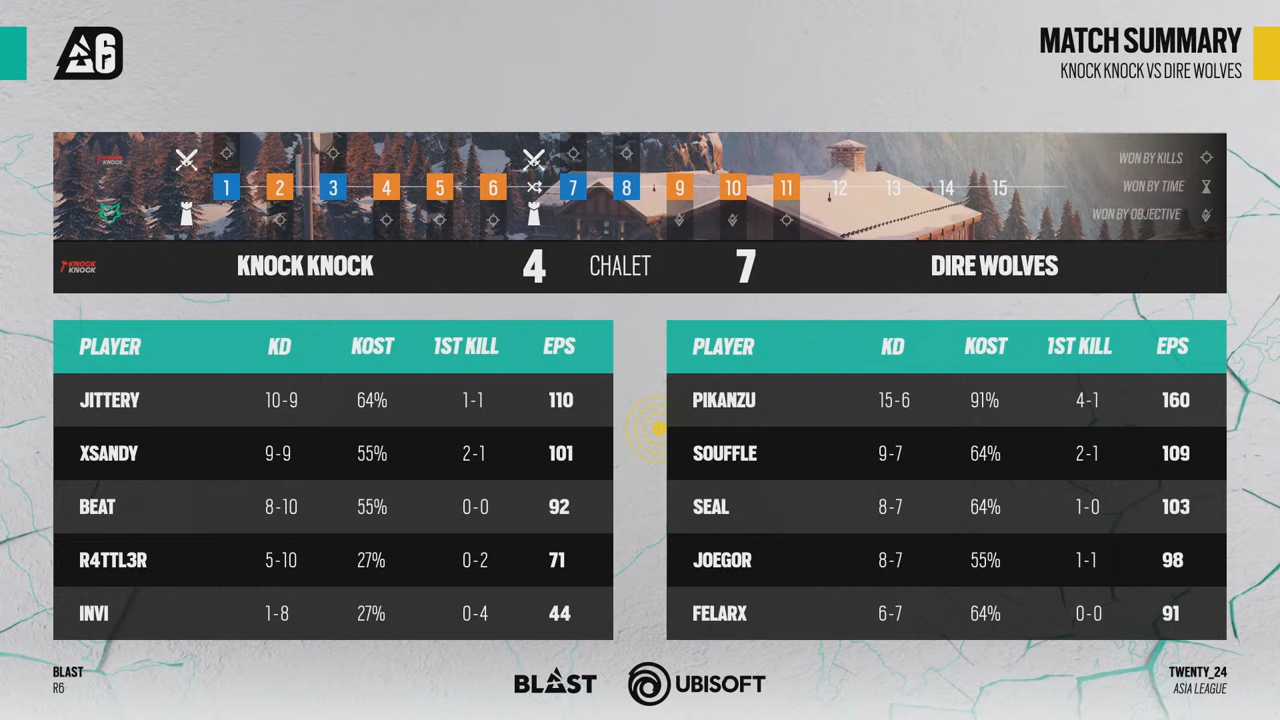 A6
MATCH SUMMARY
KNOCK KNOCK VS DIRE WOLVES
KNOCK
1 2 3 4 5 6 7 8 9 10 11 12 13 14 15
WON BY KILLS
WON BY TIME
WON BY OBJECTIVE
KNOCK
KNOCK
KNOCK KNOCK 4 CHALET 7 DIRE WOLVES
PLAYER KD KOST 1ST KILL EPS
JITTERY 10-9 64% 1-1 110
XSANDY 9-9 55% 2-1 101
BEAT 8-10 55% 0-0 92
R4TTL3R 5-10 27% 0-2 71
INVI 1-8 27% 0-4 44
PLAYER KD KOST 1ST KILL EPS
PIKANZU 15-6 91% 4-1 160
SOUFFLE 9-7 64% 2-1 109
SEAL 8-7 64% 1-0 103
JOEGOR 8-7 55% 1-1 98
FELARX 6-7 64% 0-0 91
BLAST
R6
BLAST UBISOFT
TWENTY_24
ASIA LEAGUE